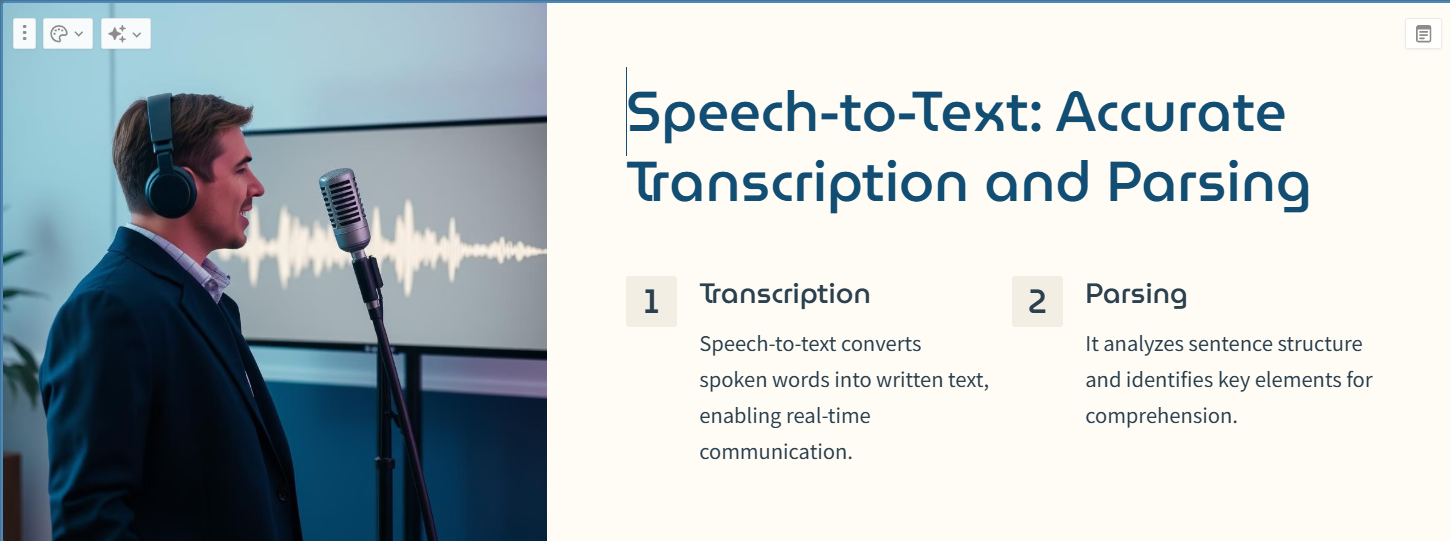 Speech-to-Text: Accurate
Transcription and Parsing
1
Transcription
Speech-to-text converts
spoken words into written text,
enabling real-time
communication.
2
Parsing
It analyzes sentence structure
and identifies key elements for
comprehension.